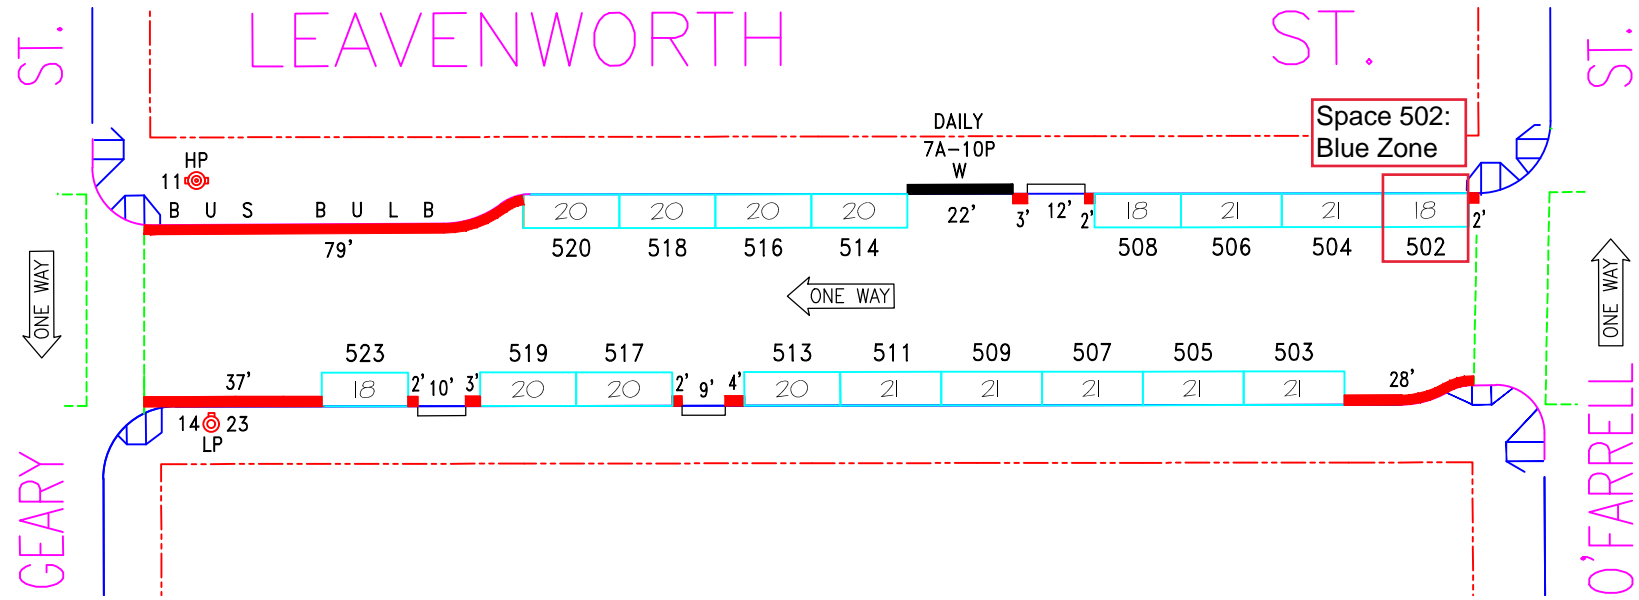 LEAVENWORTH ST.
ST.
ST.
Space 502:
Blue Zone
DAILY
7A-10P
W
HP
11
BUS BULB
79'
20 20 20 20
520 518 516 514
22' 3' 12' 2'
18 21 21 18
508 506 504 502
2'
ONE WAY
ONE WAY
ONE WAY
523 519 517 513 511 509 507 505 503
37'
18
2' 10' 3'
20 20
2' 9' 4'
20 21 21 21 21 21
28'
14 23
LP
GEARY
O'FARRELL